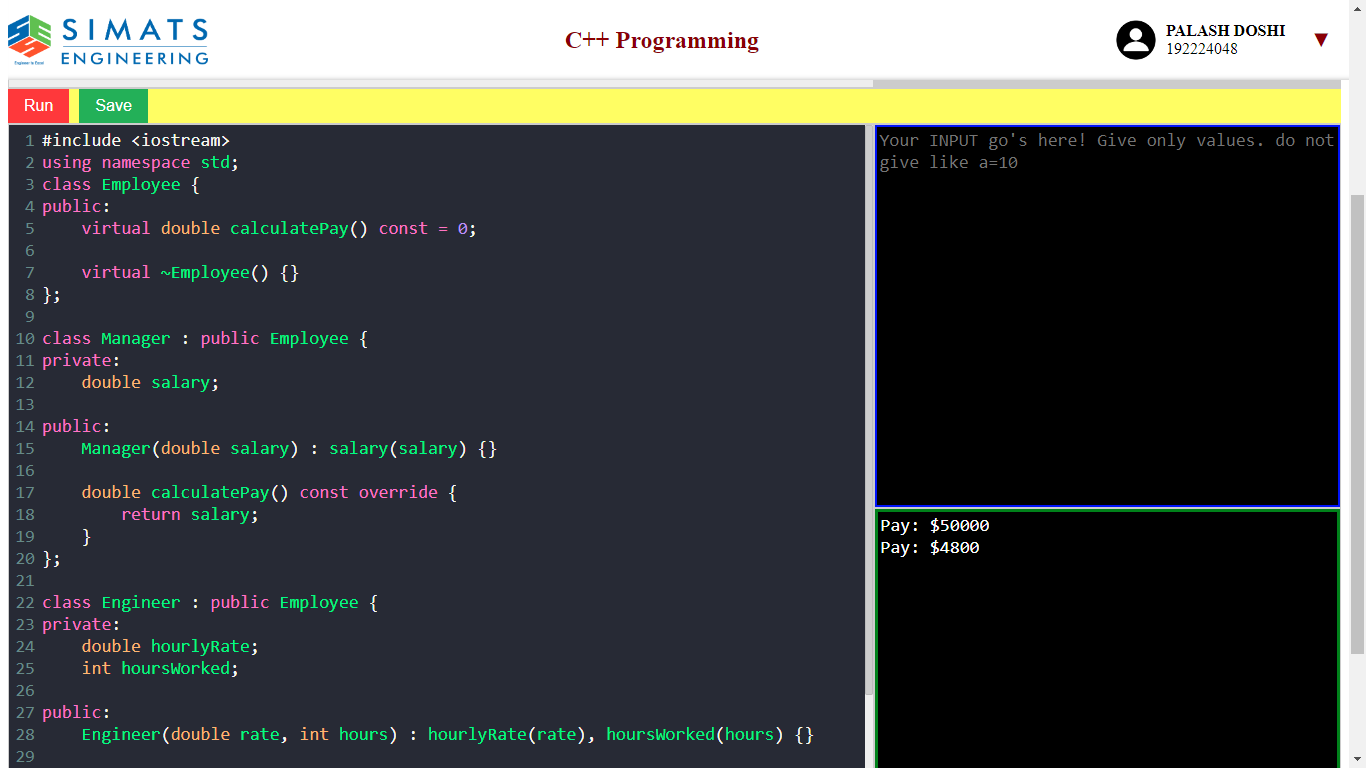 SIMATS
ENGINEERING
Engineer to Excel
C++ Programming
PALASH DOSHI
192224048
▼
Run
Save
1 #include <iostream>
2 using namespace std;
3 class Employee {
4 public:
5     virtual double calculatePay() const = 0;
6
7     virtual ~Employee() {}
8 };
9
10 class Manager : public Employee {
11 private:
12     double salary;
13
14 public:
15     Manager(double salary) : salary(salary) {}
16
17     double calculatePay() const override {
18         return salary;
19     }
20 };
21
22 class Engineer : public Employee {
23 private:
24     double hourlyRate;
25     int hoursWorked;
26
27 public:
28     Engineer(double rate, int hours) : hourlyRate(rate), hoursWorked(hours) {}
29
Your INPUT go's here! Give only values. do not
give like a=10
Pay: $50000
Pay: $4800